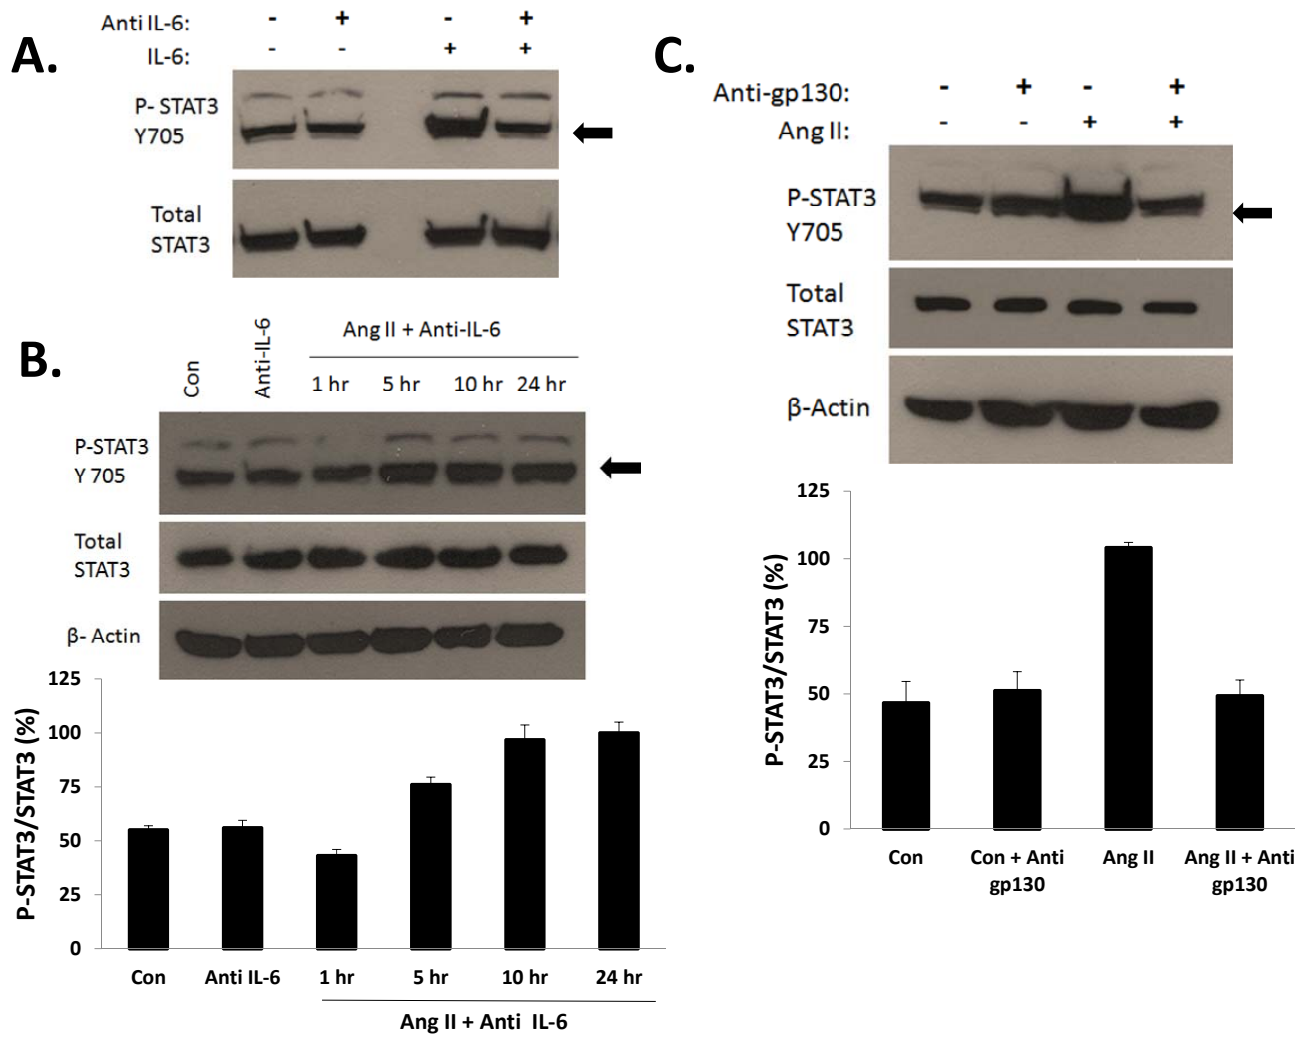 A.
Anti IL-6: - + - +
IL-6: - - + +
P- STAT3
Y705
Total
STAT3
B.
Con
Anti-IL-6
Ang II + Anti-IL-6
1 hr 5 hr 10 hr 24 hr
P-STAT3
Y 705
Total
STAT3
β- Actin
P-STAT3/STAT3 (%)
125
100
75
50
25
0
Con Anti IL-6 1 hr 5 hr 10 hr 24 hr
Ang II + Anti IL-6
C.
Anti-gp130: - + - +
Ang II: - - + +
P-STAT3
Y705
Total
STAT3
β-Actin
P-STAT3/STAT3 (%)
125
100
75
50
25
0
Con Con + Anti Ang II Ang II + Anti
gp130 gp130